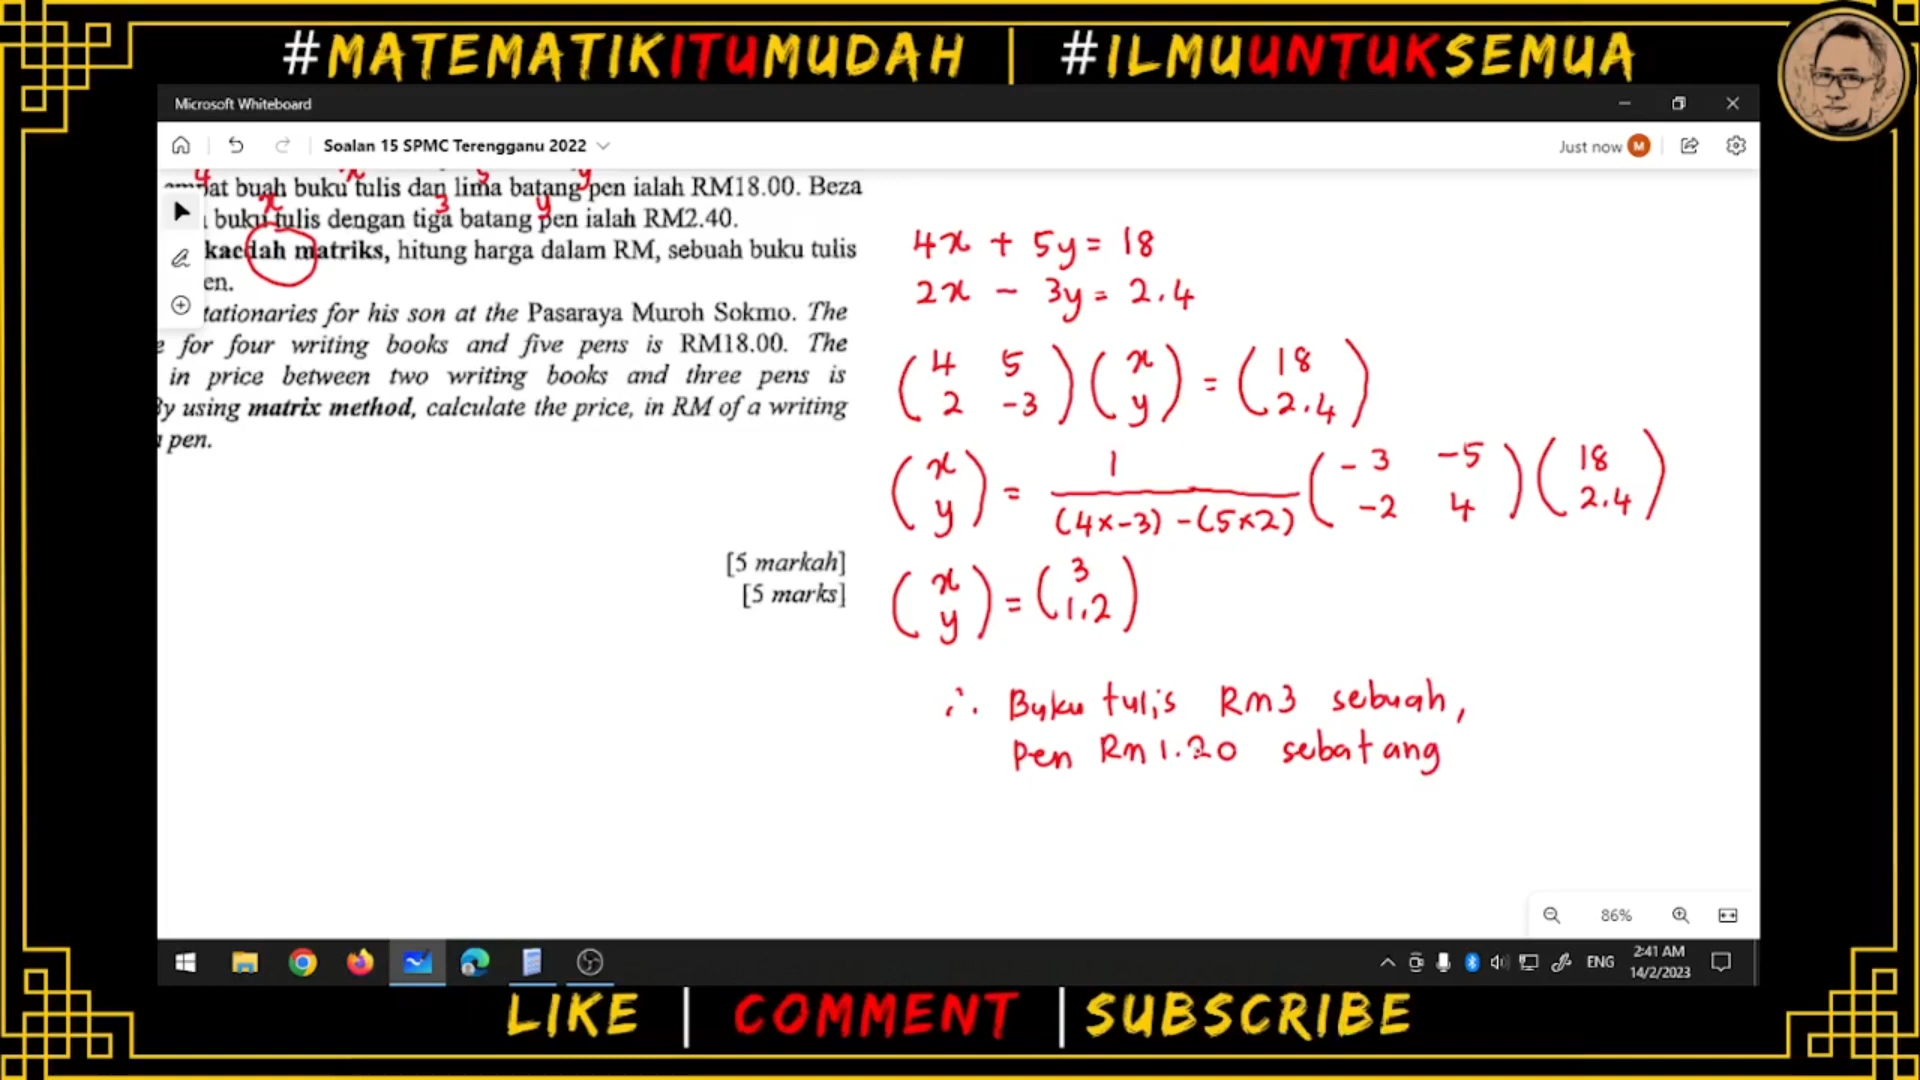 #MATEMATIKITUMUDAH | #ILMUUNTUKSEMUA
Microsoft Whiteboard
Soalan 15 SPMC Terengganu 2022
Just now M
4 x 5 y
buah buku tulis dan lima batang pen ialah RM18.00. Beza
x 3 y
buku tulis dengan tiga batang pen ialah RM2.40.
kaedah matriks, hitung harga dalam RM, sebuah buku tulis
en.
tationaries for his son at the Pasaraya Muroh Sokmo. The
e for four writing books and five pens is RM18.00. The
in price between two writing books and three pens is
By using matrix method, calculate the price, in RM of a writing
a pen.
[5 markah]
[5 marks]
4x + 5y = 18
2x - 3y = 2.4
(4 5) (x) = (18)
(2 -3) (y) (2.4)
(x) = 1 (-3 -5) (18)
(y) (4x-3) - (5x2) (-2 4) (2.4)
(x) = (3)
(y) (1.2)
∴ Buku tulis Rm3 sebuah,
Pen Rm 1.20 sebatang
86%
ENG
2:41 AM
14/2/2023
LIKE | COMMENT | SUBSCRIBE